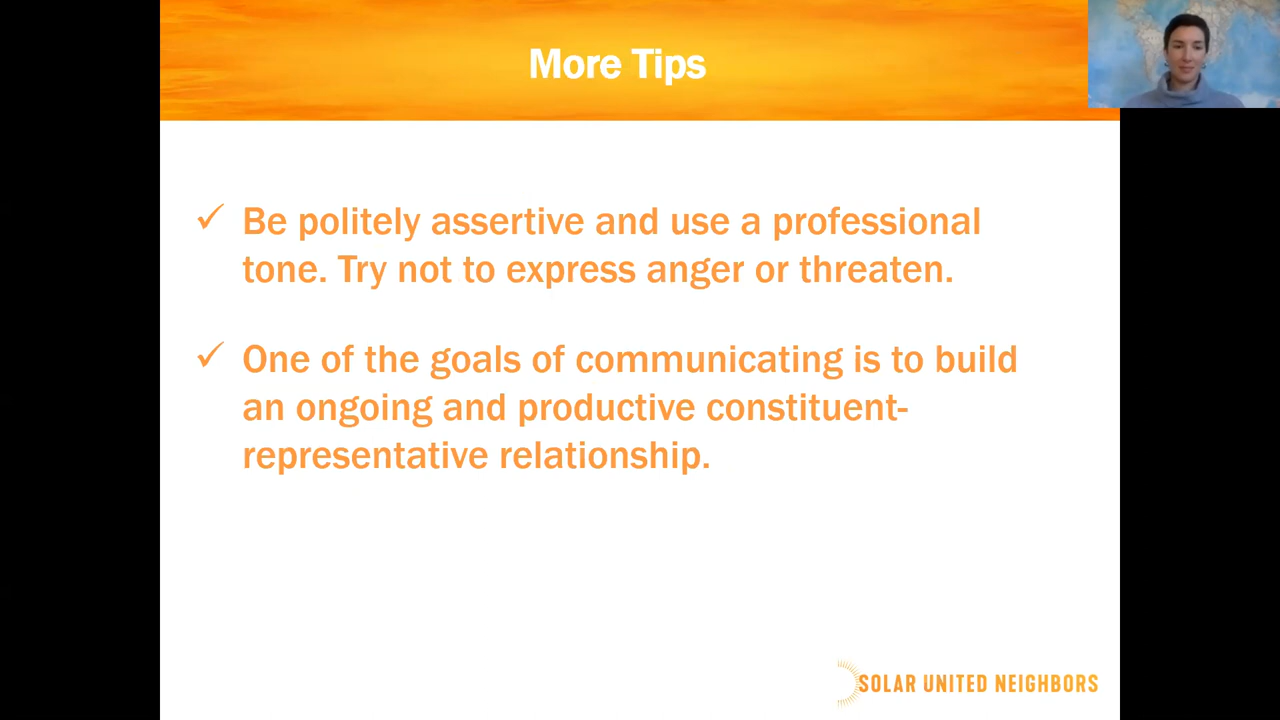 More Tips
✓ Be politely assertive and use a professional
tone. Try not to express anger or threaten.
✓ One of the goals of communicating is to build
an ongoing and productive constituent-
representative relationship.
SOLAR UNITED NEIGHBORS